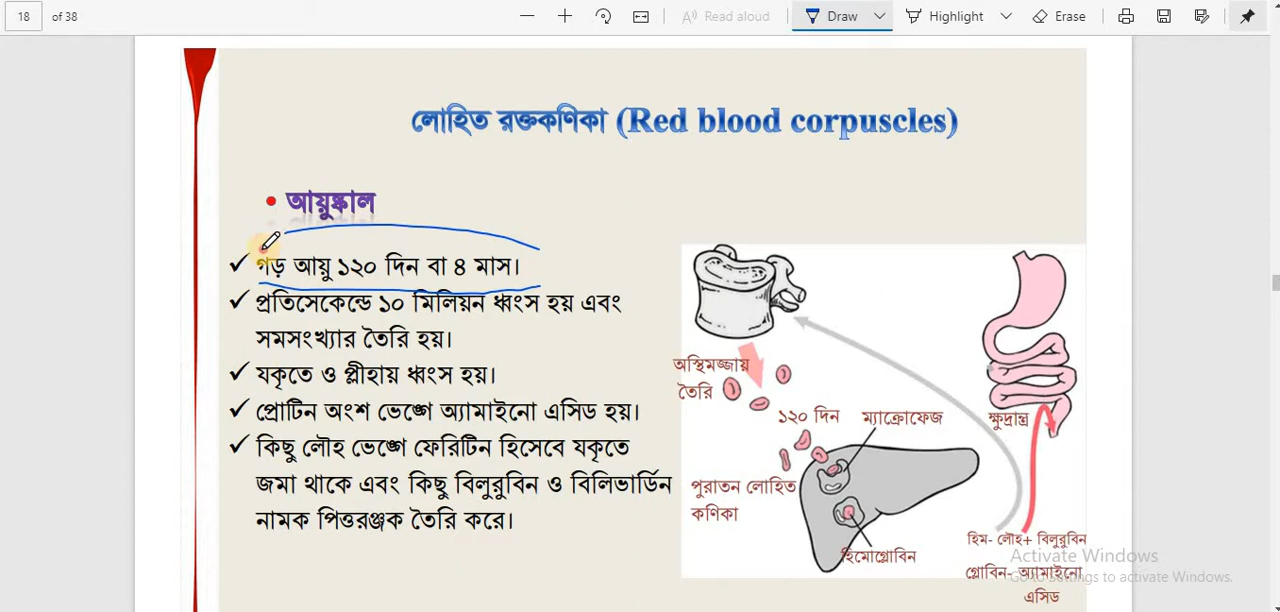 18 of 38 Read aloud Draw Highlight Erase
লোহিত রক্তকণিকা (Red blood corpuscles)
আয়ুষ্কাল
গড় আয়ু ১২০ দিন বা ৪ মাস।
প্রতিসেকেন্ডে ১০ মিলিয়ন ধ্বংস হয় এবং
সমসংখ্যার তৈরি হয়।
যকৃতে ও প্লীহায় ধ্বংস হয়।
প্রোটিন অংশ ভেঙ্গে অ্যামাইনো এসিড হয়।
কিছু লৌহ ভেঙ্গে ফেরিটিন হিসেবে যকৃতে
জমা থাকে এবং কিছু বিলুরুবিন ও বিলিভার্ডিন
নামক পিত্তরঞ্জক তৈরি করে।
অস্থিমজ্জায়
তৈরি
১২০ দিন
ম্যাক্রোফেজ
ক্ষুদ্রান্ত্র
পুরাতন লোহিত
কণিকা
হিমোগ্লোবিন
হিম- লৌহ+ বিলুরুবিন
গ্লোবিন- অ্যামাইনো
এসিড
Activate Windows
Go to Settings to activate Windows.